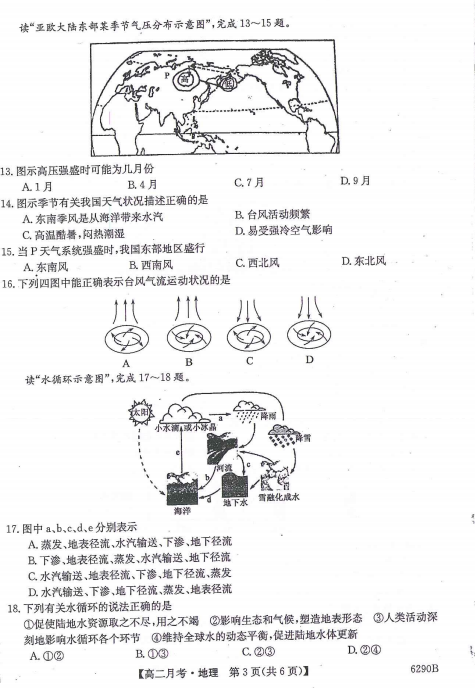 读“亚欧大陆东部某季节气压分布示意图”,完成13～15题。
P
高
低
13.图示高压强盛时可能为几月份
A.1月 B.4月 C.7月 D.9月
14.图示季节有关我国天气状况描述正确的是
A.东南季风是从海洋带来水汽 B.台风活动频繁
C.高温酷暑,闷热潮湿 D.易受强冷空气影响
15.当P天气系统强盛时,我国东部地区盛行
A.东南风 B.西南风 C.西北风 D.东北风
16.下列四图中能正确表示台风气流运动状况的是
A B C D
读“水循环示意图”,完成17～18题。
太阳
小水滴,或小冰晶
a
降雨
降雪
e
河流
b
c
c
d
海洋
地下水
雪融化成水
17.图中a、b、c、d、e分别表示
A.蒸发、地表径流、水汽输送、下渗、地下径流
B.下渗、地表径流、蒸发、水汽输送、地下径流
C.水汽输送、地表径流、下渗、地下径流、蒸发
D.水汽输送、下渗、地下径流、蒸发、地表径流
18.下列有关水循环的说法正确的是
①促使陆地水资源取之不尽,用之不竭 ②影响生态和气候,塑造地表形态 ③人类活动深
刻地影响水循环各个环节 ④维持全球水的动态平衡,促进陆地水体更新
A.①② B.①③ C.②③ D.②④
【高二月考·地理 第3页(共6页)】 6290B